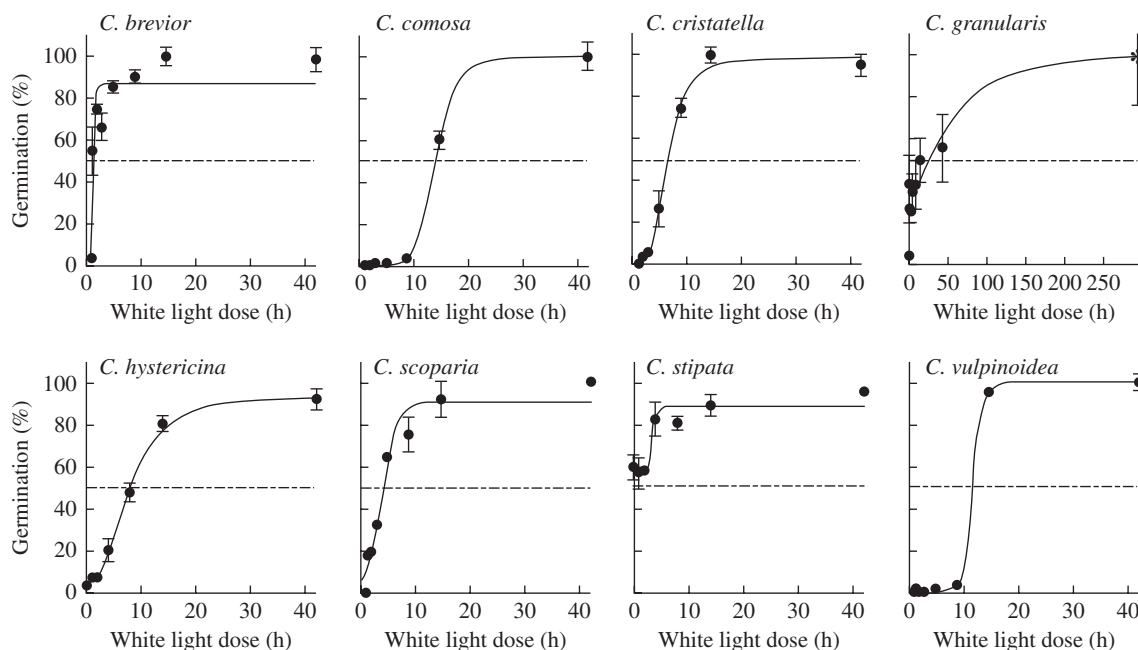 C. brevior
C. comosa
C. cristatella
C. granularis
Germination (%)
100
80
60
40
20
0
0 10 20 30 40
0 10 20 30 40
0 10 20 30 40
0 50 100 150 200 250
White light dose (h)
White light dose (h)
White light dose (h)
White light dose (h)
C. hystericina
C. scoparia
C. stipata
C. vulpinoidea
Germination (%)
100
80
60
40
20
0
0 10 20 30 40
0 10 20 30 40
0 10 20 30 40
0 10 20 30 40
White light dose (h)
White light dose (h)
White light dose (h)
White light dose (h)